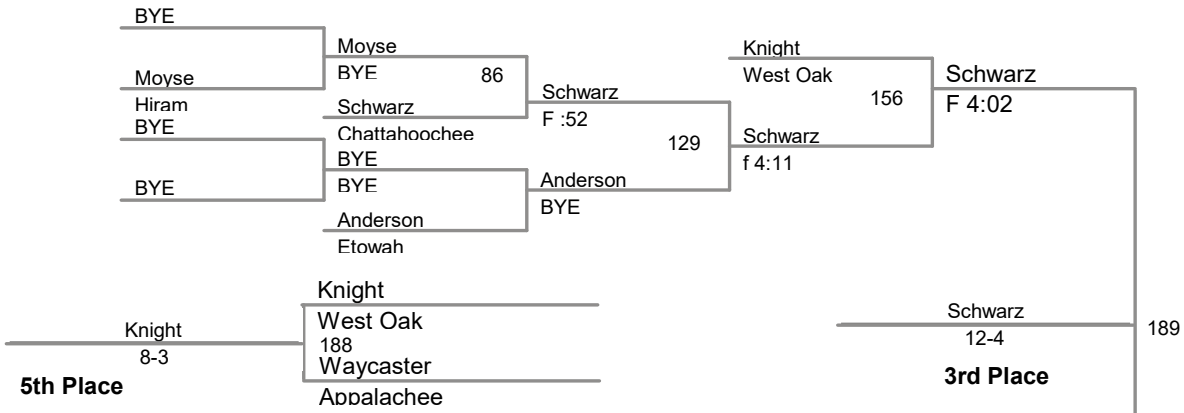 BYE
Moyse
Hiram
BYE
BYE
Moyse
BYE
86
Schwarz
Chattahoochee
BYE
BYE
Anderson
Etowah
Schwarz
F :52
129
Anderson
BYE
Knight
West Oak
156
Schwarz
f 4:11
Schwarz
F 4:02
Knight
8-3
5th Place
Knight
West Oak
188
Waycaster
Appalachee
Schwarz
12-4
3rd Place
189